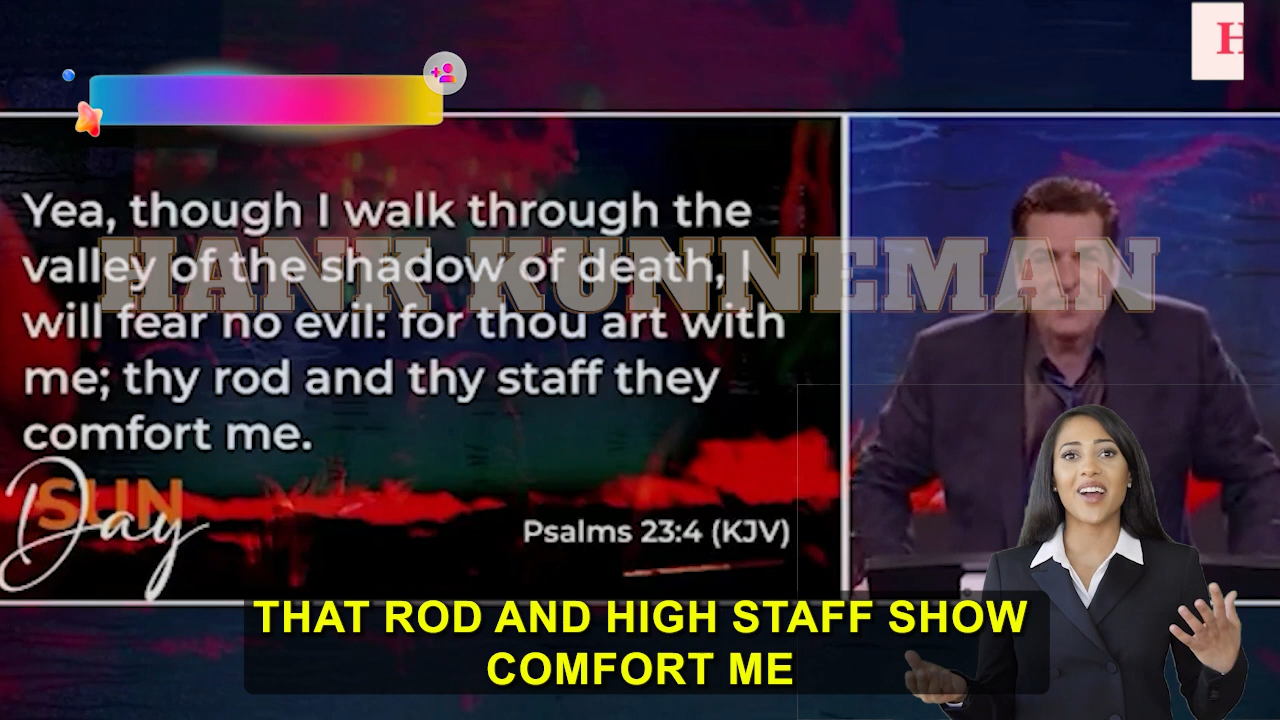 H
Yea, though I walk through the
HANK KUNNEMAN
valley of the shadow of death, I
will fear no evil: for thou art with
me; thy rod and thy staff they
comfort me.
SUN
Day
Psalms 23:4 (KJV)
THAT ROD AND HIGH STAFF SHOW
COMFORT ME